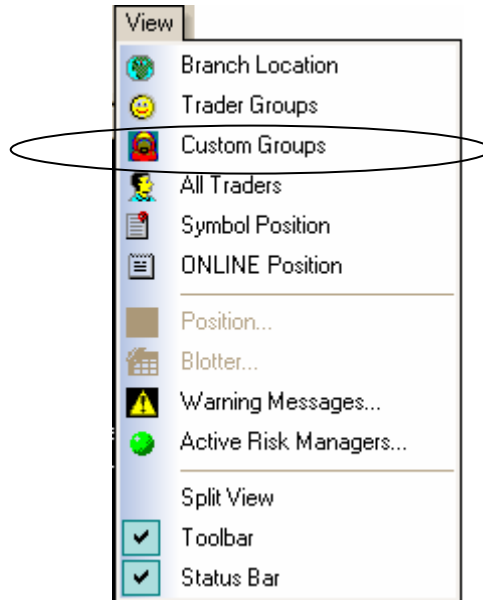 View
Branch Location
Trader Groups
Custom Groups
All Traders
Symbol Position
ONLINE Position
Position...
Blotter...
Warning Messages...
Active Risk Managers...
Split View
Toolbar
Status Bar